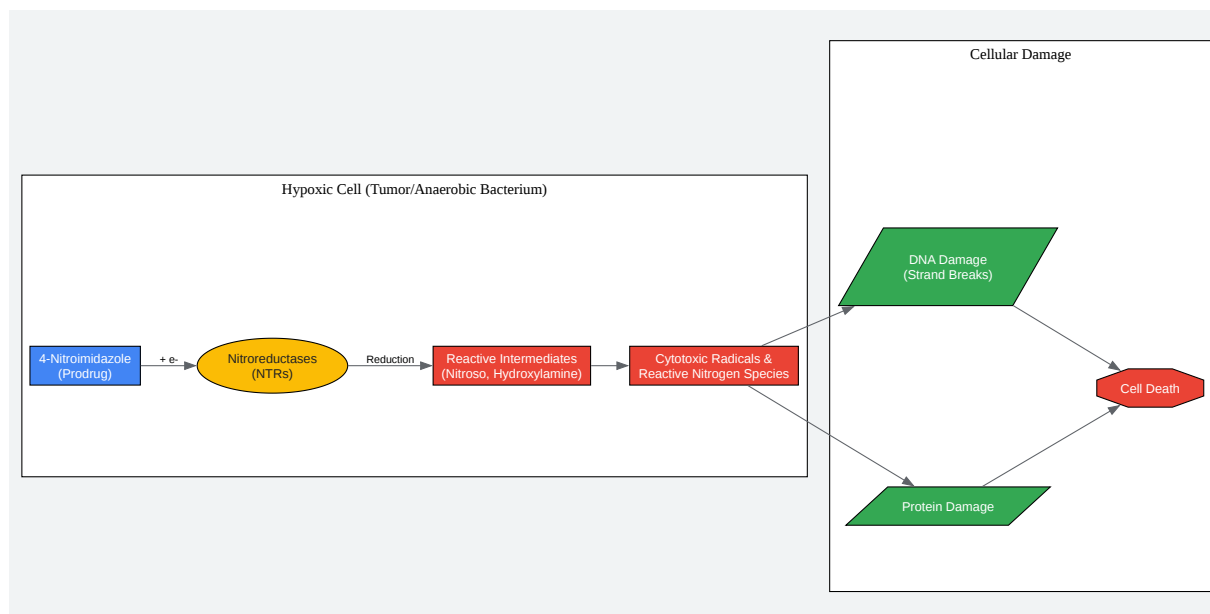 Cellular Damage
Hypoxic Cell (Tumor/Anaerobic Bacterium)
4-Nitroimidazole
(Prodrug)
+ e-
Nitroreductases
(NTRs)
Reduction
Reactive Intermediates
(Nitroso, Hydroxylamine)
Cytotoxic Radicals &
Reactive Nitrogen Species
DNA Damage
(Strand Breaks)
Protein Damage
Cell Death